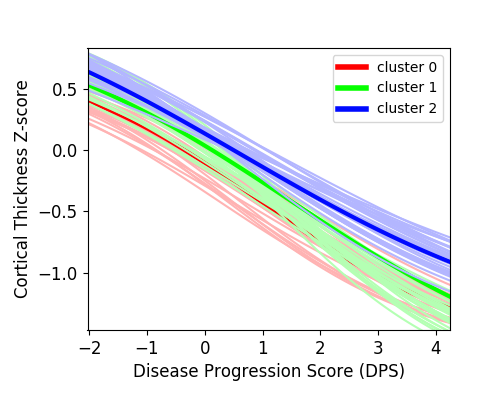 cluster 0
cluster 1
cluster 2
0.5
0.0
−0.5
−1.0
Cortical Thickness Z-score
−2 −1 0 1 2 3 4
Disease Progression Score (DPS)